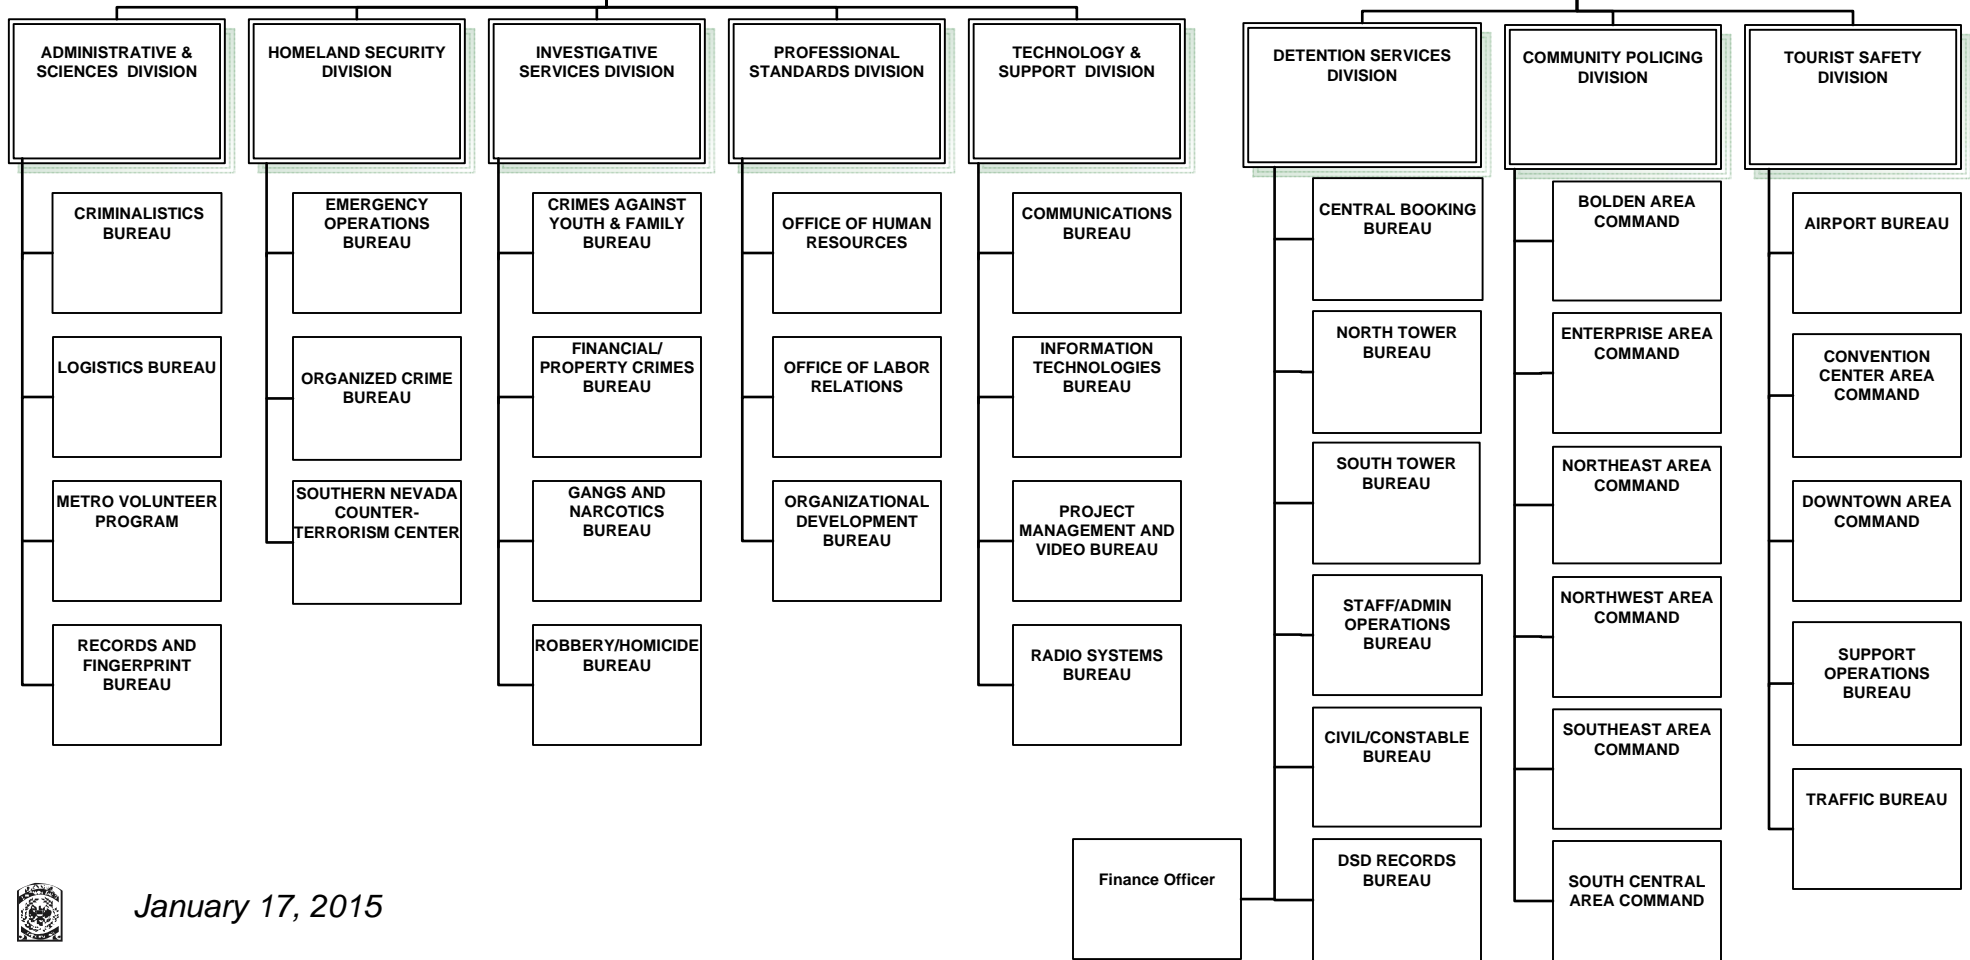 ADMINISTRATIVE &
SCIENCES DIVISION
HOMELAND SECURITY
DIVISION
INVESTIGATIVE
SERVICES DIVISION
PROFESSIONAL
STANDARDS DIVISION
TECHNOLOGY &
SUPPORT DIVISION
DETENTION SERVICES
DIVISION
COMMUNITY POLICING
DIVISION
TOURIST SAFETY
DIVISION
CRIMINALISTICS
BUREAU
LOGISTICS BUREAU
METRO VOLUNTEER
PROGRAM
RECORDS AND
FINGERPRINT
BUREAU
EMERGENCY
OPERATIONS
BUREAU
ORGANIZED CRIME
BUREAU
SOUTHERN NEVADA
COUNTER-
TERRORISM CENTER
CRIMES AGAINST
YOUTH & FAMILY
BUREAU
FINANCIAL/
PROPERTY CRIMES
BUREAU
GANGS AND
NARCOTICS
BUREAU
ROBBERY/HOMICIDE
BUREAU
OFFICE OF HUMAN
RESOURCES
OFFICE OF LABOR
RELATIONS
ORGANIZATIONAL
DEVELOPMENT
BUREAU
COMMUNICATIONS
BUREAU
INFORMATION
TECHNOLOGIES
BUREAU
PROJECT
MANAGEMENT AND
VIDEO BUREAU
RADIO SYSTEMS
BUREAU
CENTRAL BOOKING
BUREAU
NORTH TOWER
BUREAU
SOUTH TOWER
BUREAU
STAFF/ADMIN
OPERATIONS
BUREAU
CIVIL/CONSTABLE
BUREAU
DSD RECORDS
BUREAU
Finance Officer
BOLDEN AREA
COMMAND
ENTERPRISE AREA
COMMAND
NORTHEAST AREA
COMMAND
NORTHWEST AREA
COMMAND
SOUTHEAST AREA
COMMAND
SOUTH CENTRAL
AREA COMMAND
AIRPORT BUREAU
CONVENTION
CENTER AREA
COMMAND
DOWNTOWN AREA
COMMAND
SUPPORT
OPERATIONS
BUREAU
TRAFFIC BUREAU
January 17, 2015